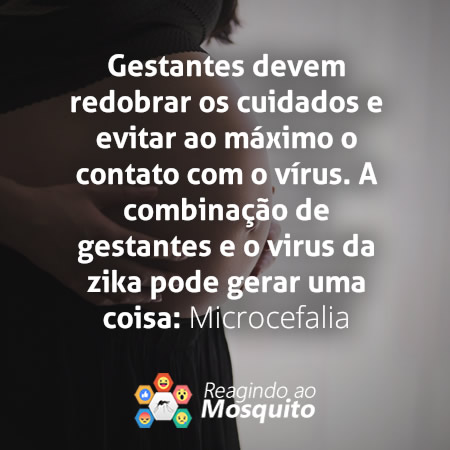 Gestantes devem
redobrar os cuidados e
evitar ao máximo o
contato com o vírus. A
combinação de
gestantes e o virus da
zika pode gerar uma
coisa: Microcefalia
Reagindo ao
Mosquito